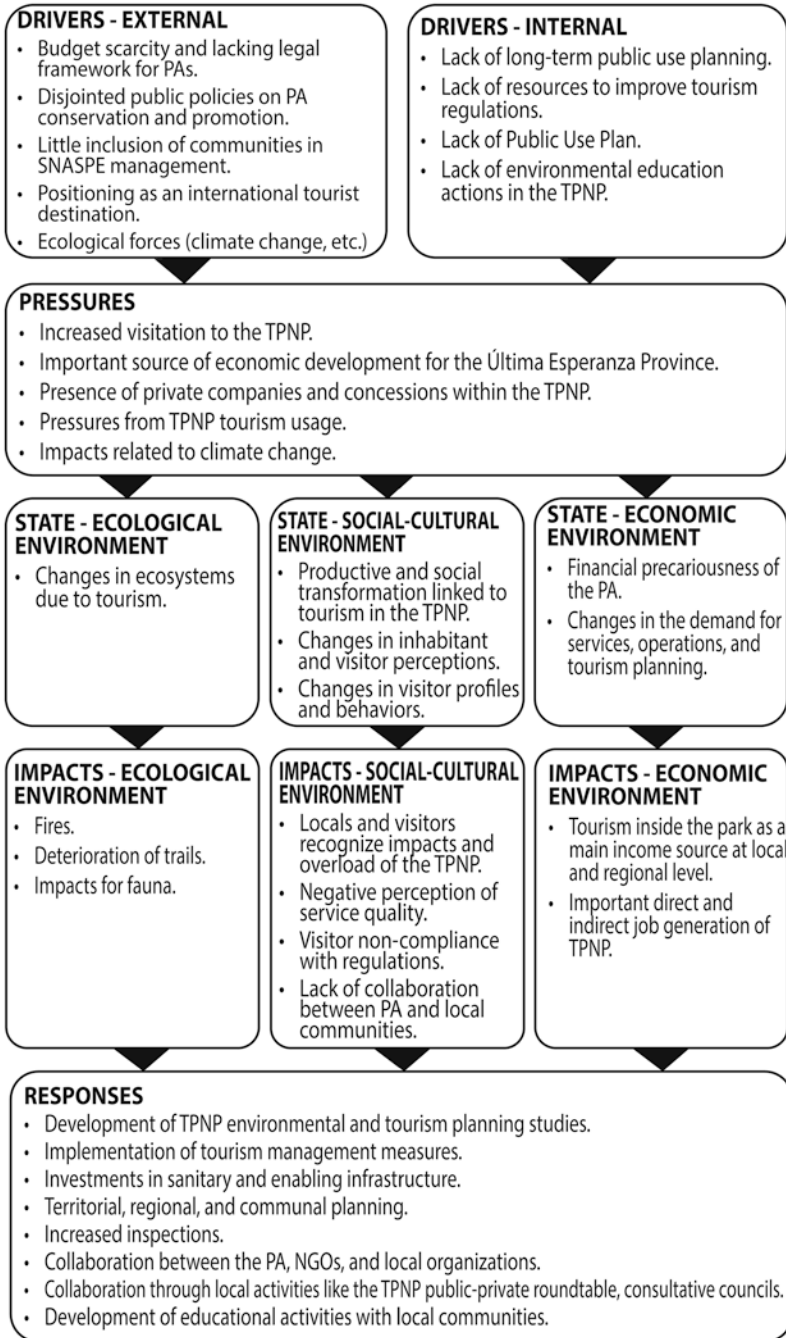 DRIVERS - EXTERNAL
• Budget scarcity and lacking legal
framework for PAs.
• Disjointed public policies on PA
conservation and promotion.
• Little inclusion of communities in
SNASPE management.
• Positioning as an international tourist
destination.
• Ecological forces (climate change, etc.)
DRIVERS - INTERNAL
• Lack of long-term public use planning.
• Lack of resources to improve tourism
regulations.
• Lack of Public Use Plan.
• Lack of environmental education
actions in the TPNP.
PRESSURES
• Increased visitation to the TPNP.
• Important source of economic development for the Última Esperanza Province.
• Presence of private companies and concessions within the TPNP.
• Pressures from TPNP tourism usage.
• Impacts related to climate change.
STATE - ECOLOGICAL
ENVIRONMENT
• Changes in ecosystems
due to tourism.
STATE - SOCIAL-CULTURAL
ENVIRONMENT
• Productive and social
transformation linked to
tourism in the TPNP.
• Changes in inhabitant
and visitor perceptions.
• Changes in visitor profiles
and behaviors.
STATE - ECONOMIC
ENVIRONMENT
• Financial precariousness of
the PA.
• Changes in the demand for
services, operations, and
tourism planning.
IMPACTS - ECOLOGICAL
ENVIRONMENT
• Fires.
• Deterioration of trails.
• Impacts for fauna.
IMPACTS - SOCIAL-CULTURAL
ENVIRONMENT
• Locals and visitors
recognize impacts and
overload of the TPNP.
• Negative perception of
service quality.
• Visitor non-compliance
with regulations.
• Lack of collaboration
between PA and local
communities.
IMPACTS - ECONOMIC
ENVIRONMENT
• Tourism inside the park as a
main income source at local
and regional level.
• Important direct and
indirect job generation of
TPNP.
RESPONSES
• Development of TPNP environmental and tourism planning studies.
• Implementation of tourism management measures.
• Investments in sanitary and enabling infrastructure.
• Territorial, regional, and communal planning.
• Increased inspections.
• Collaboration between the PA, NGOs, and local organizations.
• Collaboration through local activities like the TPNP public-private roundtable, consultative councils.
• Development of educational activities with local communities.